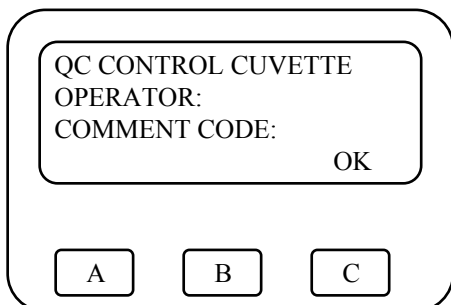 QC CONTROL CUVETTE
OPERATOR:
COMMENT CODE:
OK
A B C